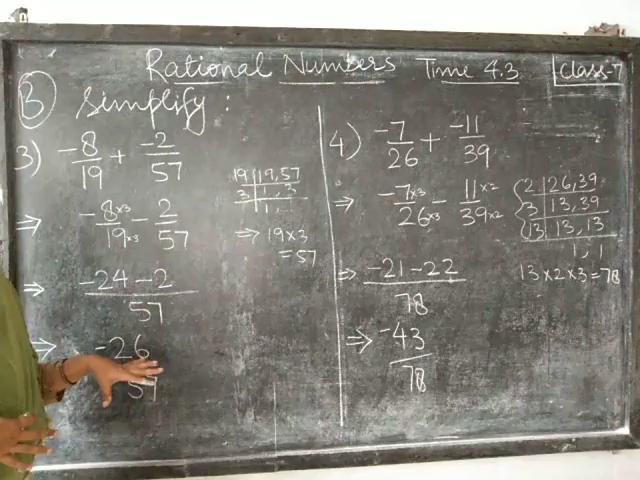 Rational Numbers Time 4.3 Class-7
B Simplify :
3) -8/19 + -2/57
19 | 19, 57
3 | 1, 3
1, 1
⇒ -8×3/19×3 - 2/57
⇒ 19×3
= 57
⇒ -24-2/57
⇒ -26/57
4) -7/26 + -11/39
⇒ -7×3/26×3 - 11×2/39×2
2 | 26, 39
3 | 13, 39
13 | 13, 13
1, 1
13×2×3=78
⇒ -21-22/78
⇒ -43/78